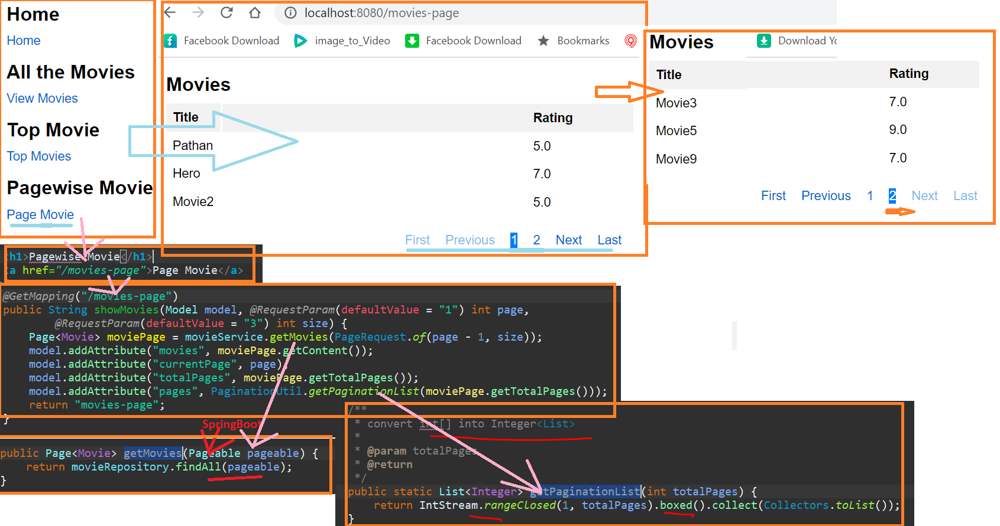 Home
Home
All the Movies
View Movies
Top Movie
Top Movies
Pagewise Movie
Page Movie
localhost:8080/movies-page
Facebook Download image_to_Video Facebook Download Bookmarks
Movies
Title Rating
Pathan 5.0
Hero 7.0
Movie2 5.0
First Previous 1 2 Next Last
Download Yo
Movies
Title Rating
Movie3 7.0
Movie5 9.0
Movie9 7.0
First Previous 1 2 Next Last
h1>Pagewise Movie</h1>
a href="/movies-page">Page Movie</a>
@GetMapping("/movies-page")
public String showMovies(Model model, @RequestParam(defaultValue = "1") int page,
@RequestParam(defaultValue = "3") int size) {
Page<Movie> moviePage = movieService.getMovies(PageRequest.of(page - 1, size));
model.addAttribute("movies", moviePage.getContent());
model.addAttribute("currentPage", page);
model.addAttribute("totalPages", moviePage.getTotalPages());
model.addAttribute("pages", PaginationUtil.getPaginationList(moviePage.getTotalPages()));
return "movies-page";
}
SpringBoot
public Page<Movie> getMovies(Pageable pageable) {
return movieRepository.findAll(pageable);
}
/**
* convert int[] into Integer<List>
*
* @param totalPages
* @return
*/
public static List<Integer> getPaginationList(int totalPages) {
return IntStream.rangeClosed(1, totalPages).boxed().collect(Collectors.toList());
}